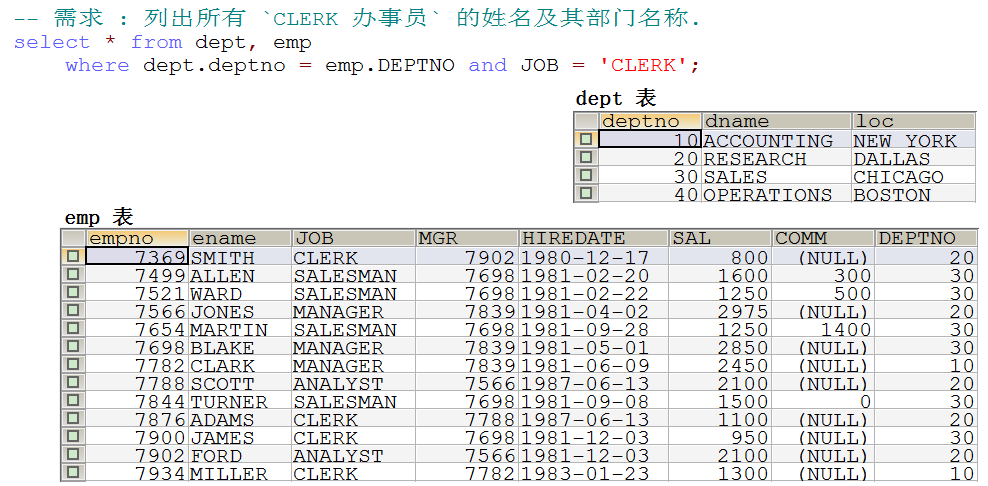 -- 需求 : 列出所有 `CLERK 办事员` 的姓名及其部门名称.
select * from dept, emp
where dept.deptno = emp.DEPTNO and JOB = 'CLERK';
dept 表
deptno dname loc
10 ACCOUNTING NEW YORK
20 RESEARCH DALLAS
30 SALES CHICAGO
40 OPERATIONS BOSTON
emp 表
empno ename JOB MGR HIREDATE SAL COMM DEPTNO
7369 SMITH CLERK 7902 1980-12-17 800 (NULL) 20
7499 ALLEN SALESMAN 7698 1981-02-20 1600 300 30
7521 WARD SALESMAN 7698 1981-02-22 1250 500 30
7566 JONES MANAGER 7839 1981-04-02 2975 (NULL) 20
7654 MARTIN SALESMAN 7698 1981-09-28 1250 1400 30
7698 BLAKE MANAGER 7839 1981-05-01 2850 (NULL) 30
7782 CLARK MANAGER 7839 1981-06-09 2450 (NULL) 10
7788 SCOTT ANALYST 7566 1987-06-13 2100 (NULL) 20
7844 TURNER SALESMAN 7698 1981-09-08 1500 0 30
7876 ADAMS CLERK 7788 1987-06-13 1100 (NULL) 20
7900 JAMES CLERK 7698 1981-12-03 950 (NULL) 30
7902 FORD ANALYST 7566 1981-12-03 2100 (NULL) 20
7934 MILLER CLERK 7782 1983-01-23 1300 (NULL) 10